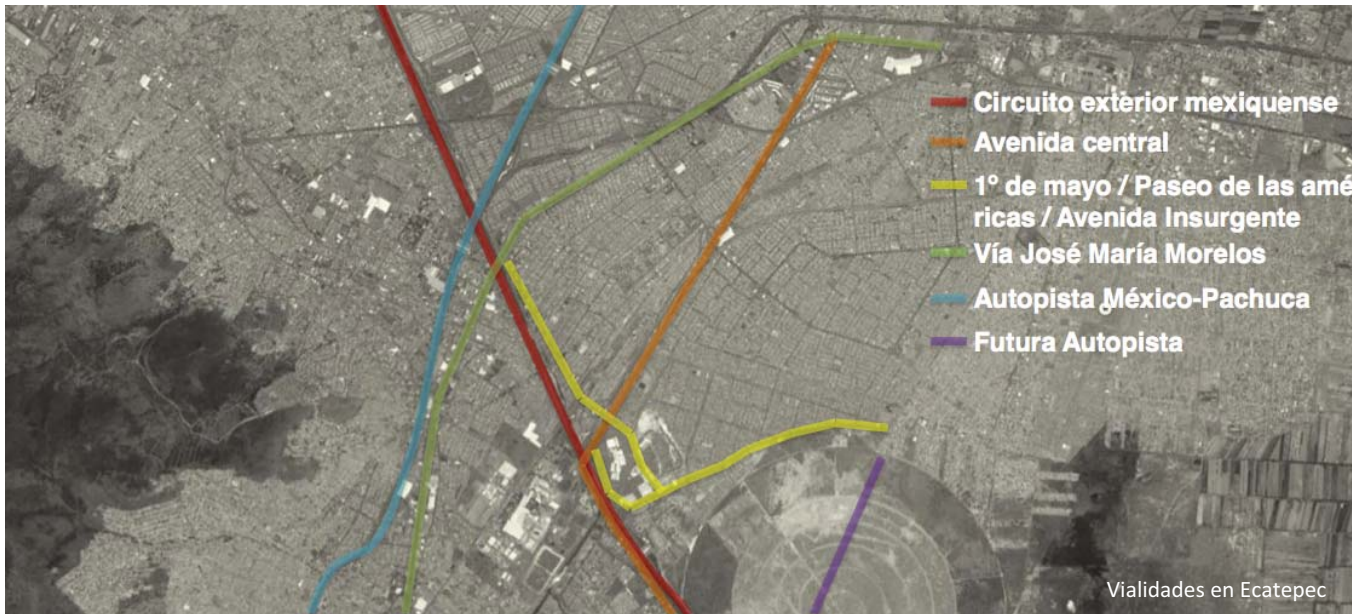 Circuito exterior mexiquense
Avenida central
1º de mayo / Paseo de las amé
ricas / Avenida Insurgente
Vía José María Morelos
Autopista México-Pachuca
Futura Autopista
Vialidades en Ecatepec